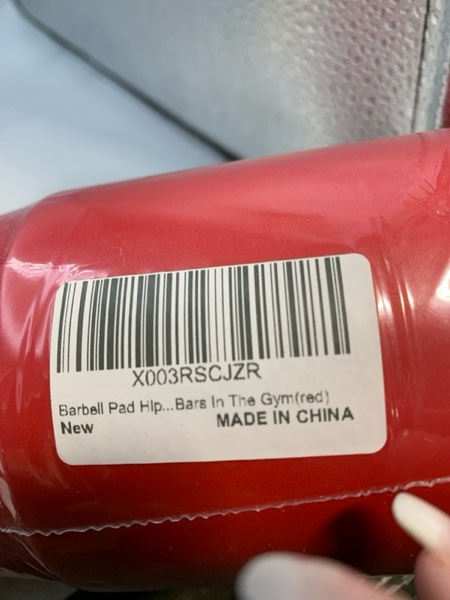 X003RSCJZR
Barbell Pad Hip...Bars In The Gym(red)
New MADE IN CHINA